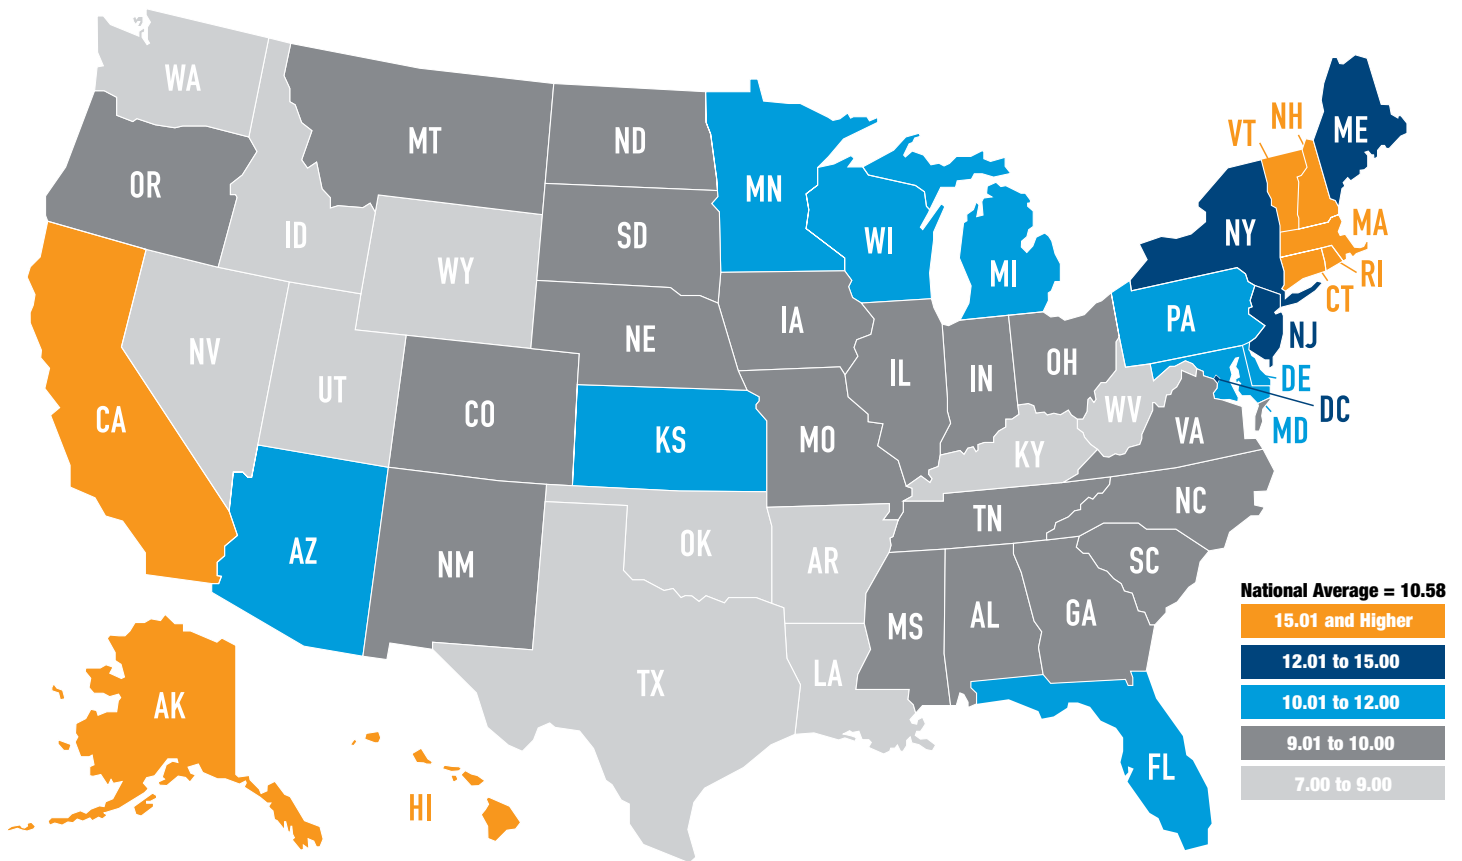 WA
MT
ND
MN
OR
ID
WY
SD
WI
MI
VT
NH
ME
NY
MA
RI
CT
NV
UT
CO
NE
IA
IL
IN
OH
PA
NJ
DE
DC
MD
CA
KS
MO
KY
WV
VA
AZ
NM
OK
AR
TN
NC
SC
MS
AL
GA
TX
LA
FL
AK
HI
National Average = 10.58
15.01 and Higher
12.01 to 15.00
10.01 to 12.00
9.01 to 10.00
7.00 to 9.00